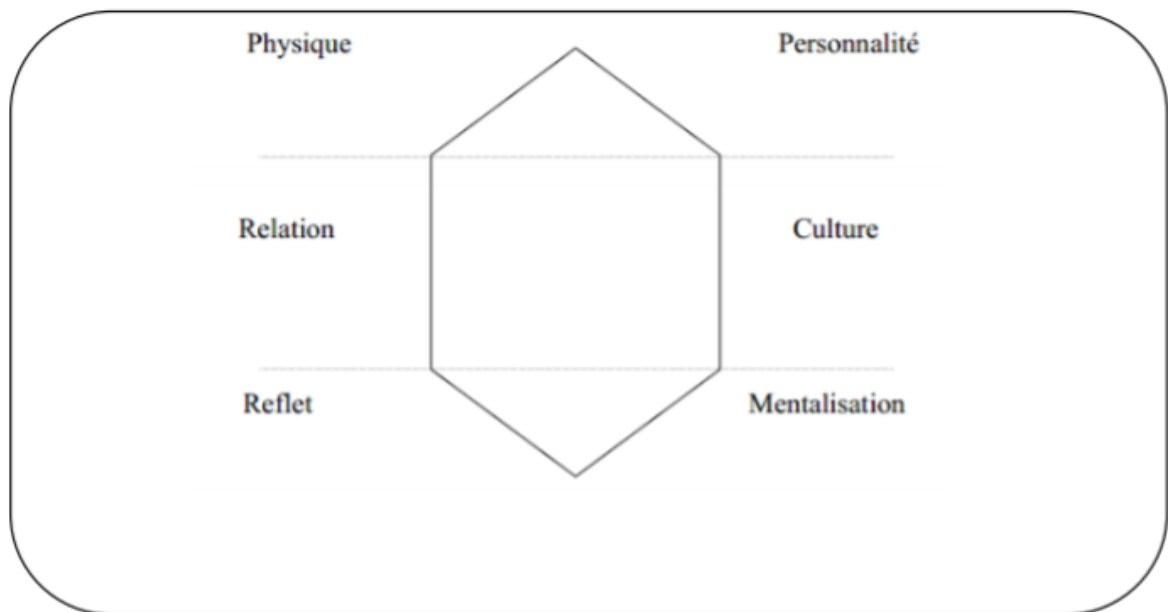 Physique Personnalité
Relation Culture
Reflet Mentalisation